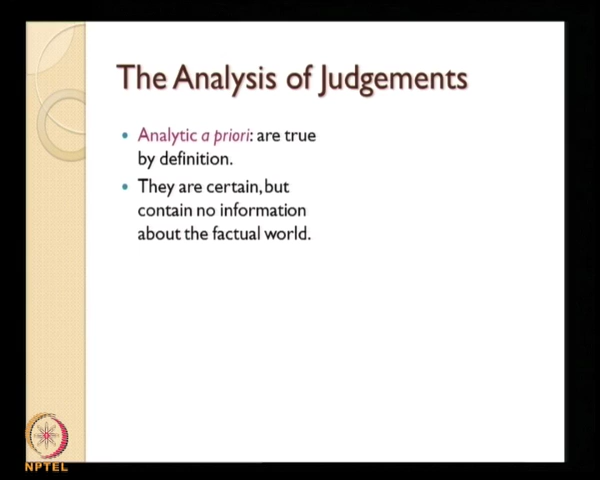 The Analysis of Judgements
Analytic a priori: are true
by definition.
They are certain, but
contain no information
about the factual world.
NPTEL